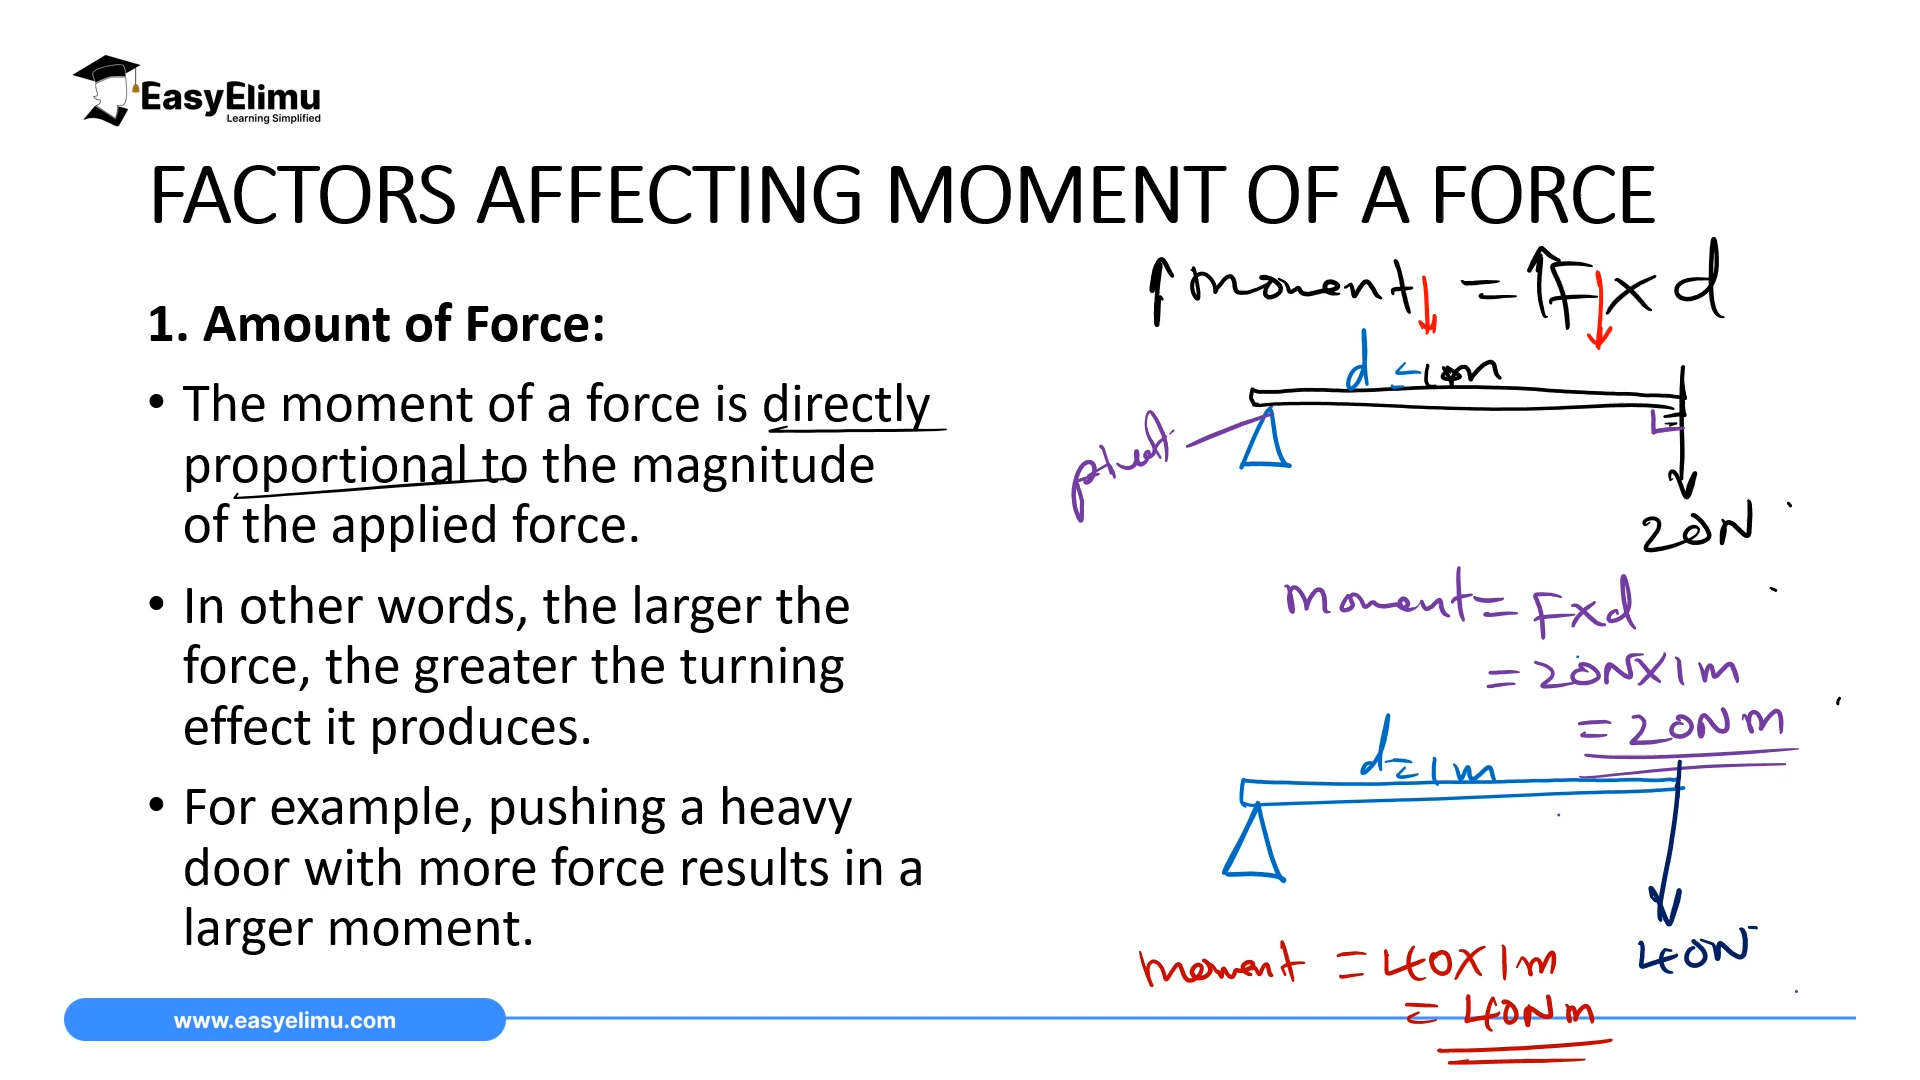 EasyElimu
Learning Simplified
FACTORS AFFECTING MOMENT OF A FORCE
1. Amount of Force:
• The moment of a force is directly
proportional to the magnitude
of the applied force.
• In other words, the larger the
force, the greater the turning
effect it produces.
• For example, pushing a heavy
door with more force results in a
larger moment.
↑ moment ↓ = ↑ F ↓ x d
d = 1m
pivot
20N
moment = F x d
= 20N x 1m
= 20Nm
d = 1m
40N
moment = 40 x 1m
= 40Nm
www.easyelimu.com